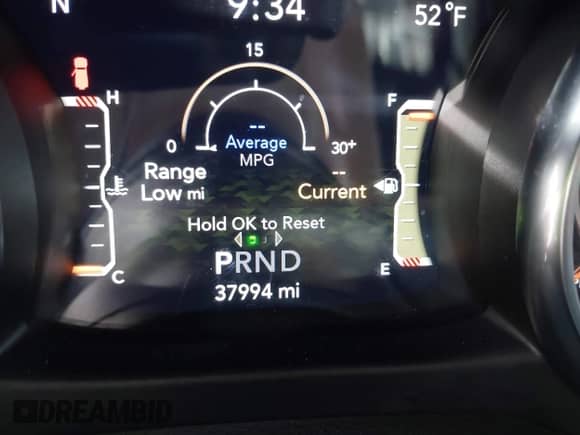 N 9:34 52°F
15
H F
0 -- 30+
Average
MPG
Range --
Low mi Current
Hold OK to Reset
C PRND E
37994 mi
DREAMBID